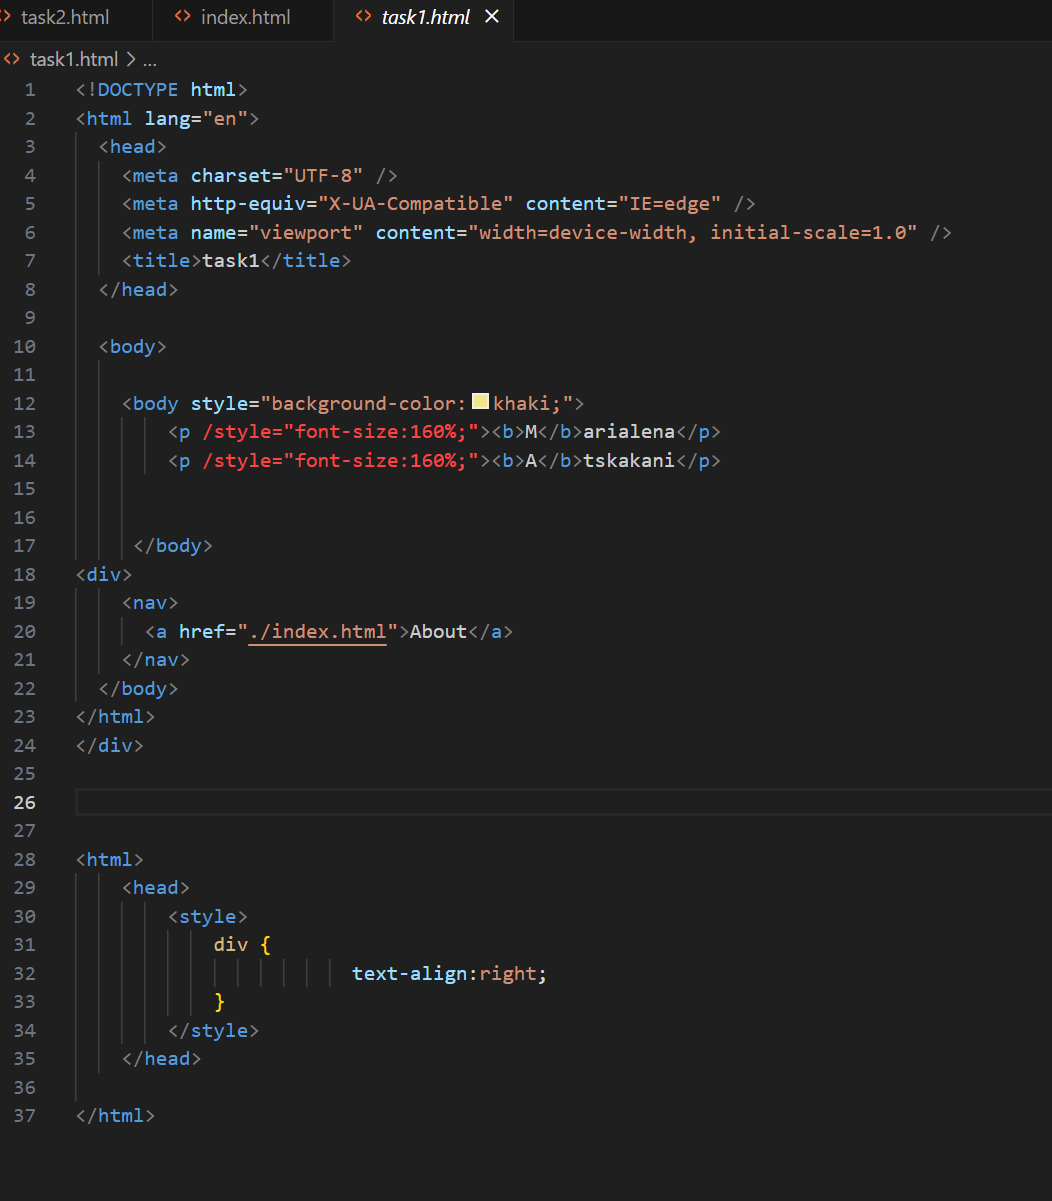 task2.html index.html task1.html
task1.html > ...
1 <!DOCTYPE html>
2 <html lang="en">
3 <head>
4 <meta charset="UTF-8" />
5 <meta http-equiv="X-UA-Compatible" content="IE=edge" />
6 <meta name="viewport" content="width=device-width, initial-scale=1.0" />
7 <title>task1</title>
8 </head>
9
10 <body>
11
12 <body style="background-color: khaki;">
13 <p /style="font-size:160%;"><b>M</b>arialena</p>
14 <p /style="font-size:160%;"><b>A</b>tskakani</p>
15
16
17 </body>
18 <div>
19 <nav>
20 <a href="./index.html">About</a>
21 </nav>
22 </body>
23 </html>
24 </div>
25
26
27
28 <html>
29 <head>
30 <style>
31 div {
32 text-align:right;
33 }
34 </style>
35 </head>
36
37 </html>